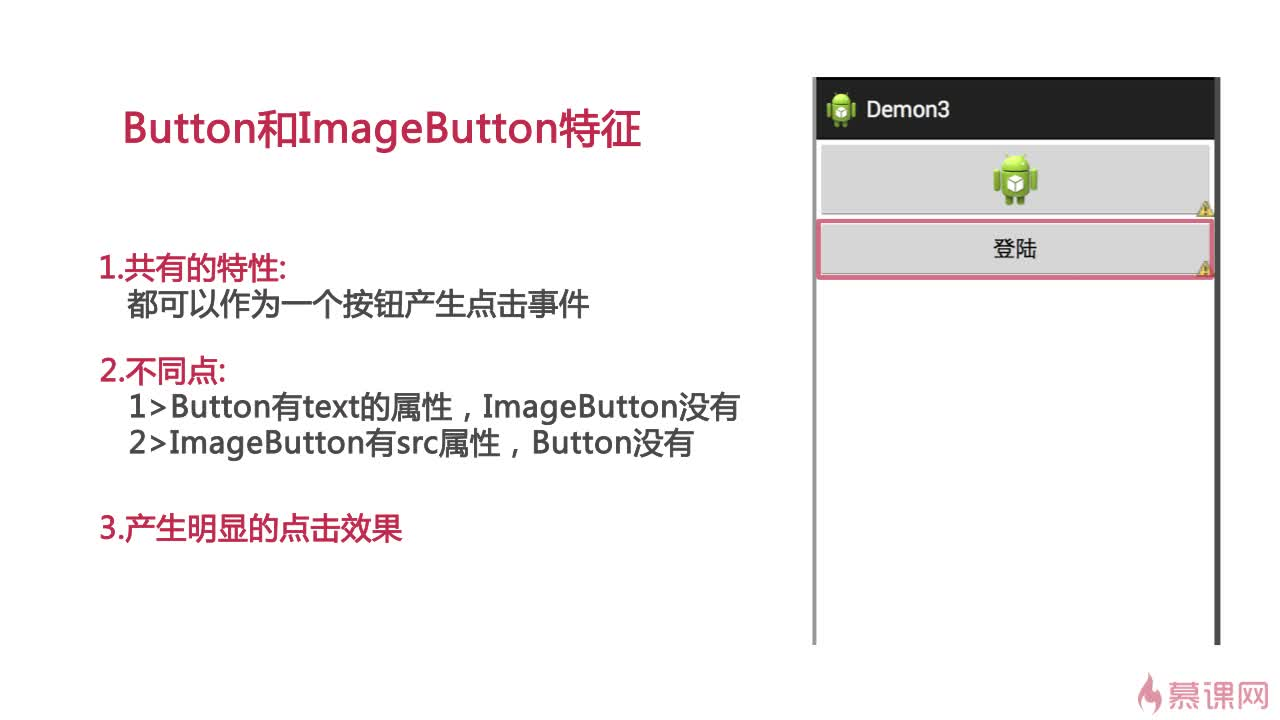 Button和ImageButton特征
1.共有的特性:
都可以作为一个按钮产生点击事件
2.不同点:
1>Button有text的属性，ImageButton没有
2>ImageButton有src属性，Button没有
3.产生明显的点击效果
Demon3
登陆
慕课网